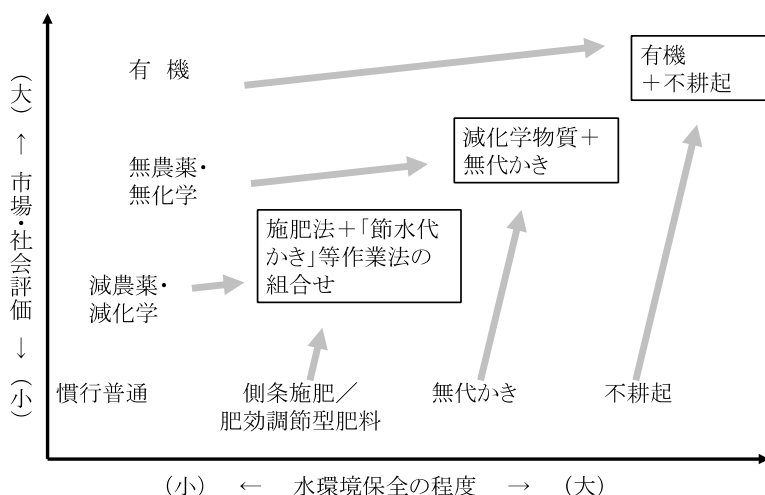 有機
有機
＋不耕起
減化学物質＋
無代かき
無農薬・
無化学
施肥法＋「節水代
かき」等作業法の
組合せ
減農薬・
減化学
慣行普通
側条施肥／
肥効調節型肥料
無代かき
不耕起
（大） ↑ 市場・社会評価 ↓ （小）
（小） ← 水環境保全の程度 → （大）